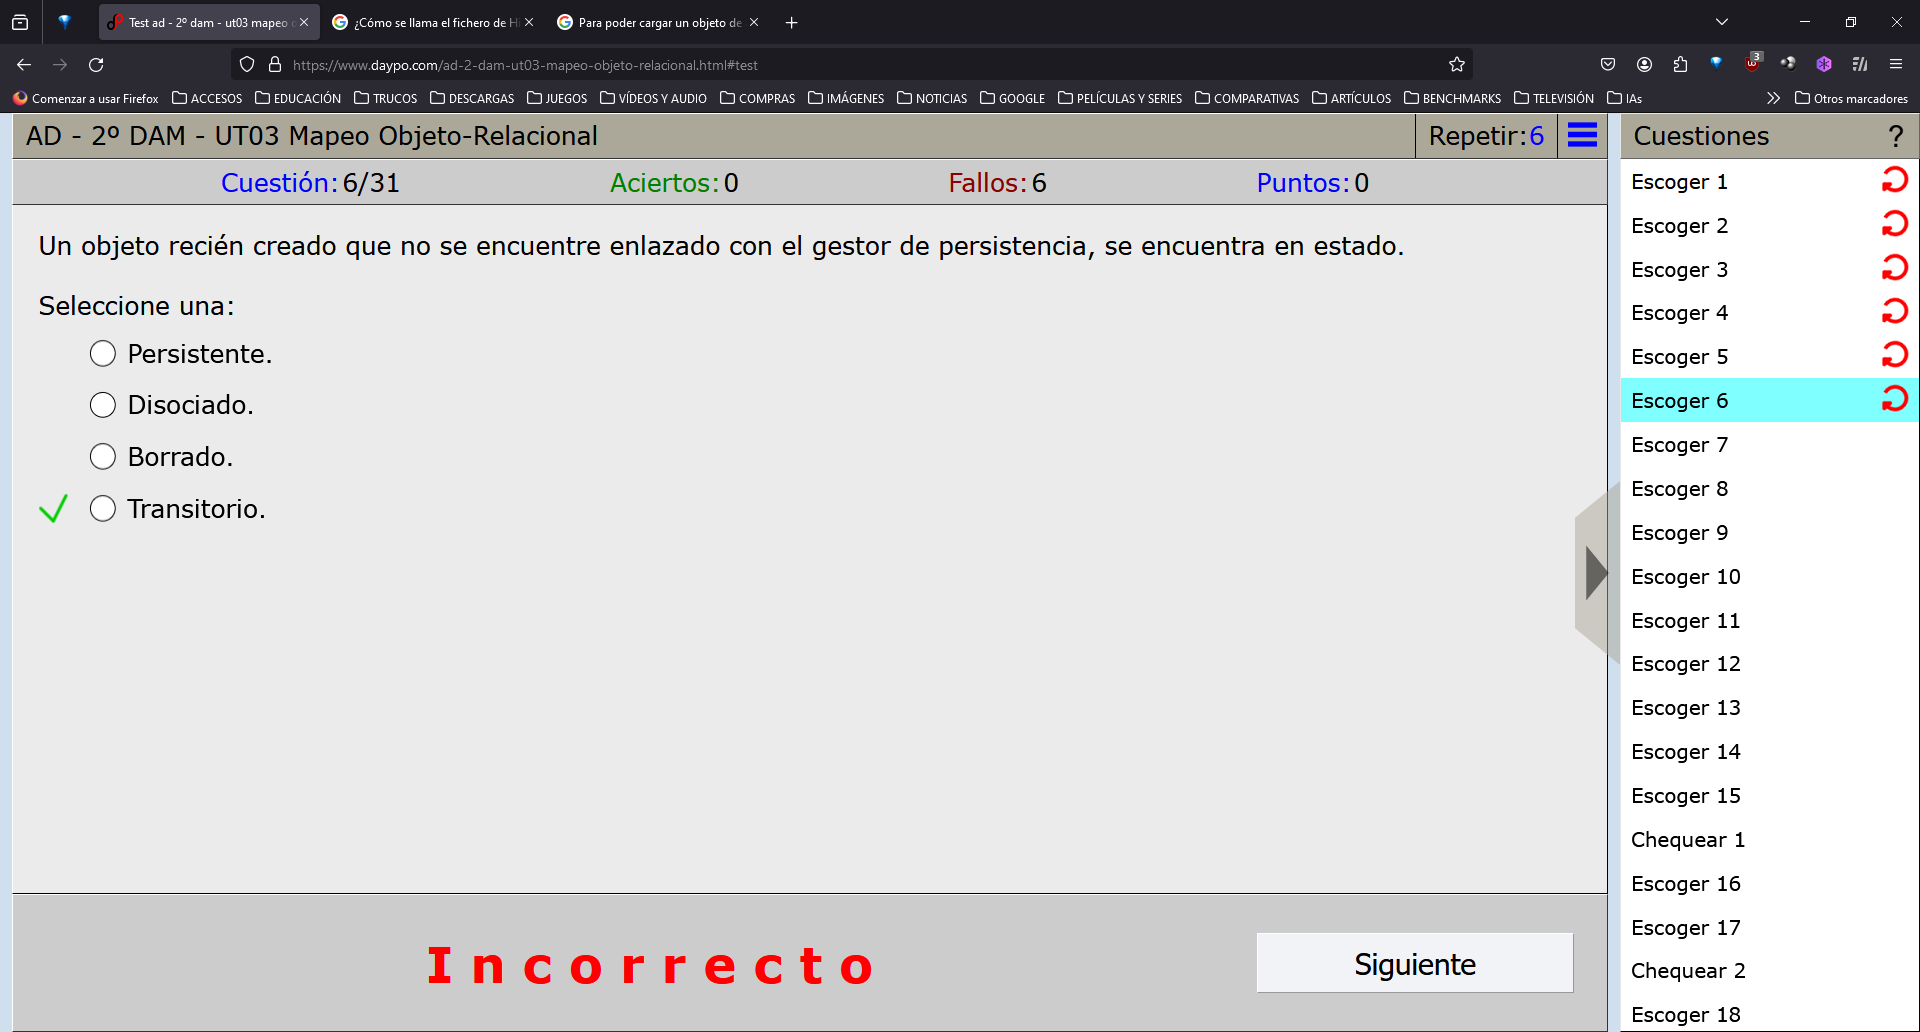 Test ad - 2º dam - ut03 mapeo
¿Cómo se llama el fichero de Hi
Para poder cargar un objeto de
https://www.daypo.com/ad-2-dam-ut03-mapeo-objeto-relacional.html#test
3
Comenzar a usar Firefox
ACCESOS
EDUCACIÓN
TRUCOS
DESCARGAS
JUEGOS
VÍDEOS Y AUDIO
COMPRAS
IMÁGENES
NOTICIAS
GOOGLE
PELÍCULAS Y SERIES
COMPARATIVAS
ARTÍCULOS
BENCHMARKS
TELEVISIÓN
IAs
Otros marcadores
AD - 2º DAM - UT03 Mapeo Objeto-Relacional
Repetir:6
Cuestión:6/31
Aciertos:0
Fallos:6
Puntos:0
Un objeto recién creado que no se encuentre enlazado con el gestor de persistencia, se encuentra en estado.
Seleccione una:
Persistente.
Disociado.
Borrado.
Transitorio.
Incorrecto
Siguiente
Cuestiones
?
Escoger 1
Escoger 2
Escoger 3
Escoger 4
Escoger 5
Escoger 6
Escoger 7
Escoger 8
Escoger 9
Escoger 10
Escoger 11
Escoger 12
Escoger 13
Escoger 14
Escoger 15
Chequear 1
Escoger 16
Escoger 17
Chequear 2
Escoger 18